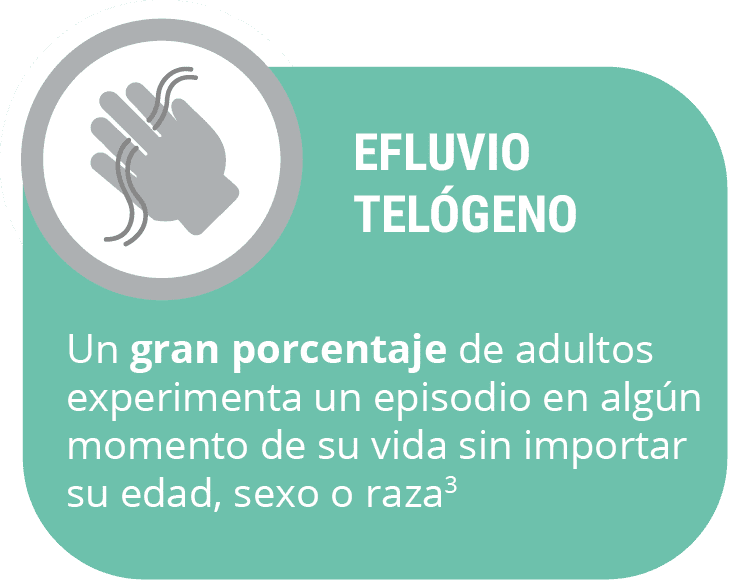 EFLUVIO
TELÓGENO
Un gran porcentaje de adultos
experimenta un episodio en algún
momento de su vida sin importar
su edad, sexo o raza³